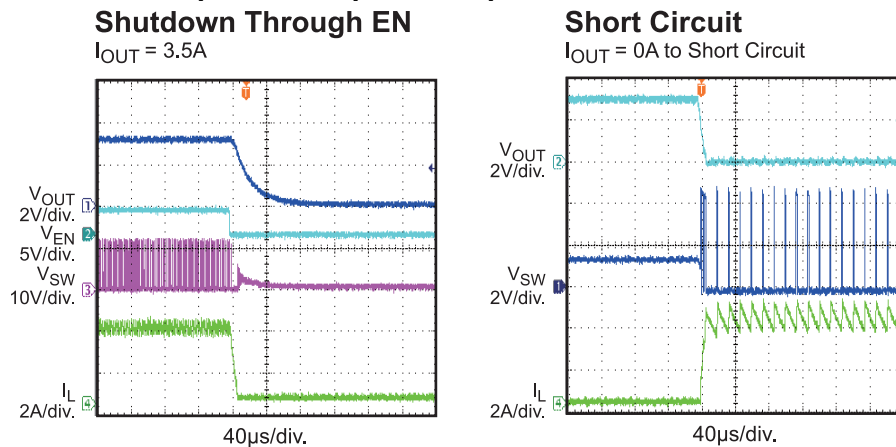 Shutdown Through EN
IOUT = 3.5A
T
VOUT
2V/div.
1
VEN
2
5V/div.
VSW
10V/div.
3
IL
2A/div.
4
40µs/div.
Short Circuit
IOUT = 0A to Short Circuit
T
VOUT
2V/div.
2
VSW
2V/div.
1
IL
2A/div.
4
40µs/div.